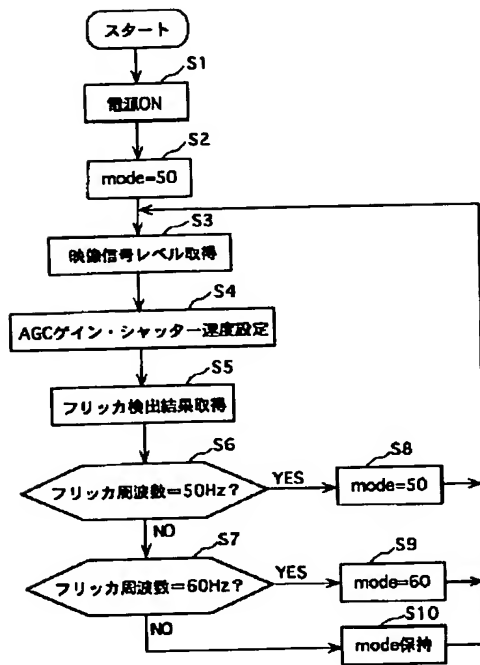 スタート
S1
電源ON
S2
mode=50
S3
映像信号レベル取得
S4
AGCゲイン・シャッター速度設定
S5
フリッカ検出結果取得
S6
フリッカ周波数=50Hz?
YES
S8
mode=50
NO
S7
フリッカ周波数=60Hz?
YES
S9
mode=60
NO
S10
mode保持